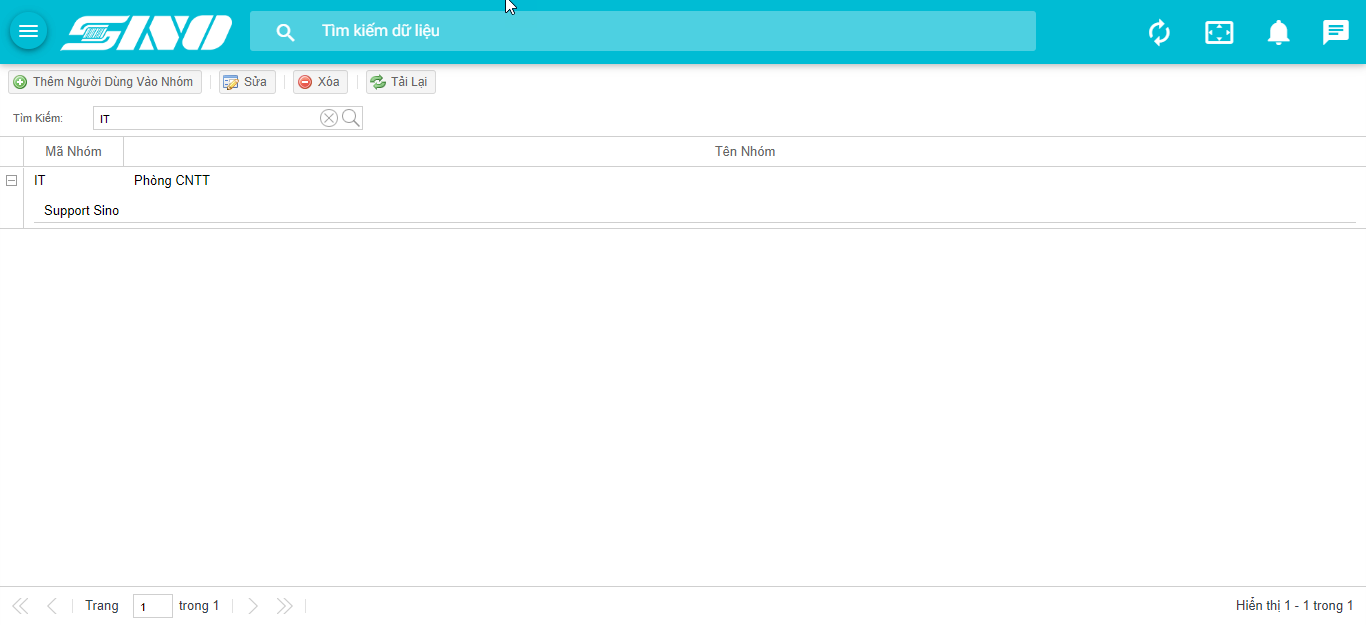 SINO Tìm kiếm dữ liệu
Thêm Người Dùng Vào Nhóm Sửa Xóa Tải Lại
Tìm Kiếm: IT
Mã Nhóm Tên Nhóm
IT Phòng CNTT
Support Sino
Trang 1 trong 1 Hiển thị 1 - 1 trong 1